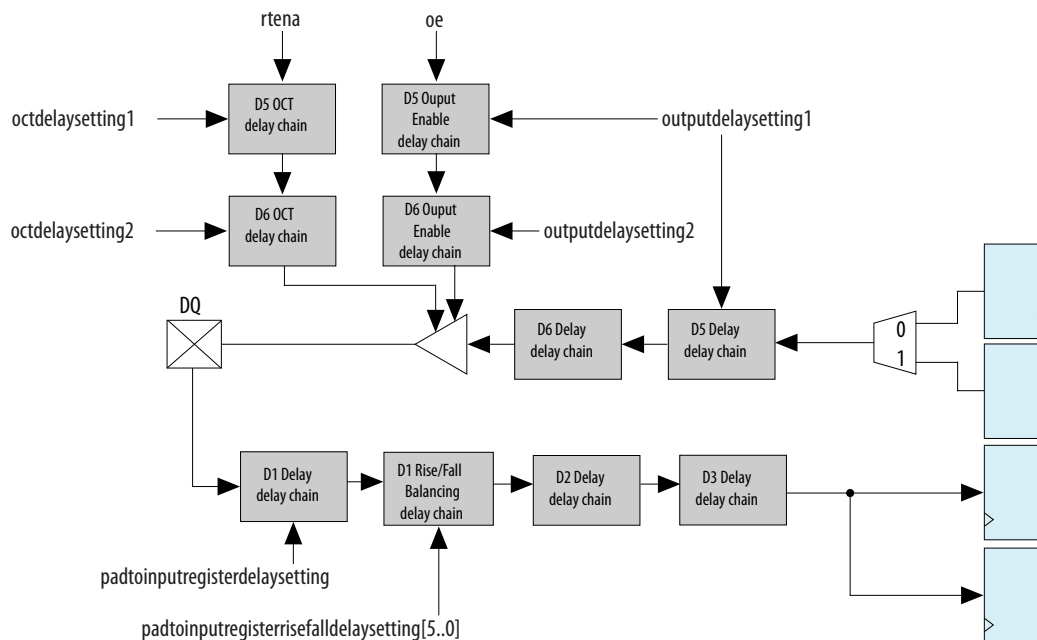 rtena
oe
D5 OCT
delay chain
D5 Ouput
Enable
delay chain
octdelaysetting1
outputdelaysetting1
D6 OCT
delay chain
D6 Ouput
Enable
delay chain
octdelaysetting2
outputdelaysetting2
DQ
D6 Delay
delay chain
D5 Delay
delay chain
0
1
D1 Delay
delay chain
D1 Rise/Fall
Balancing
delay chain
D2 Delay
delay chain
D3 Delay
delay chain
padtoinputregisterdelaysetting
padtoinputregisterrisefalldelaysetting[5..0]